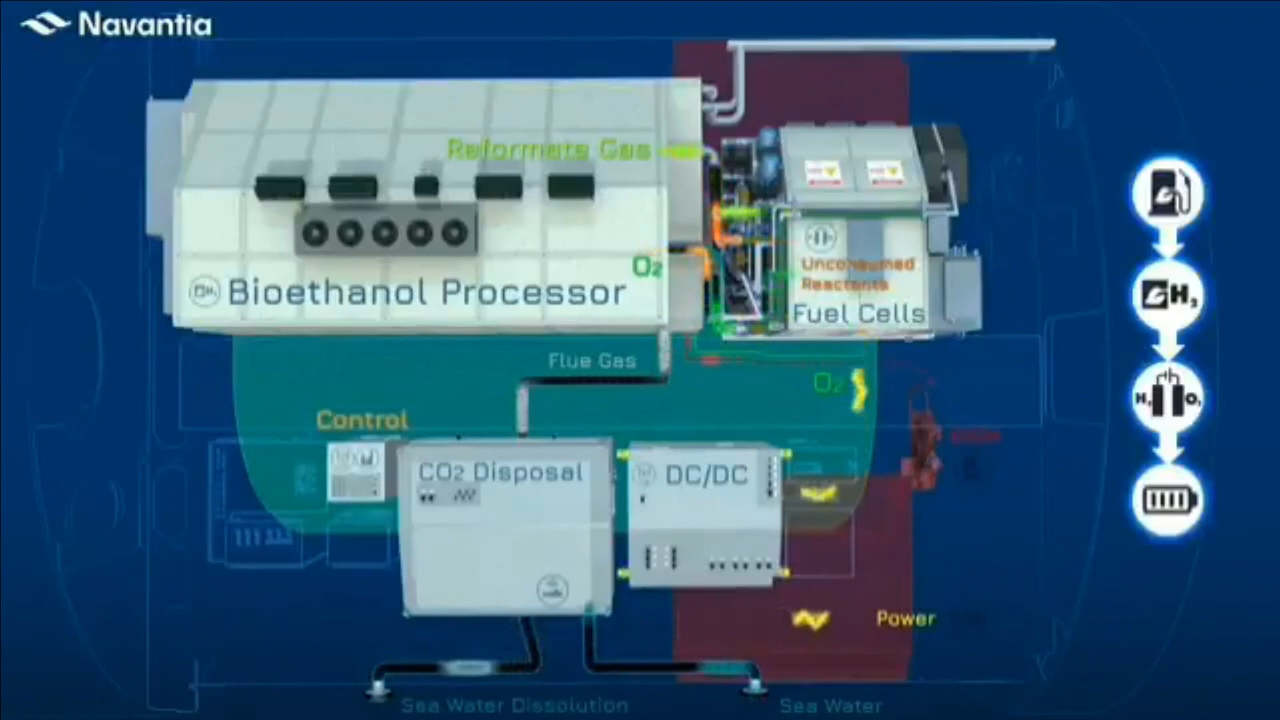 Navantia
Reformate Gas
O2
Bioethanol Processor
Unconsumed
Reactants
Fuel Cells
Flue Gas
O2
Control
CO2 Disposal
DC/DC
Power
Sea Water Dissolution
Sea Water
H2
H2 O2